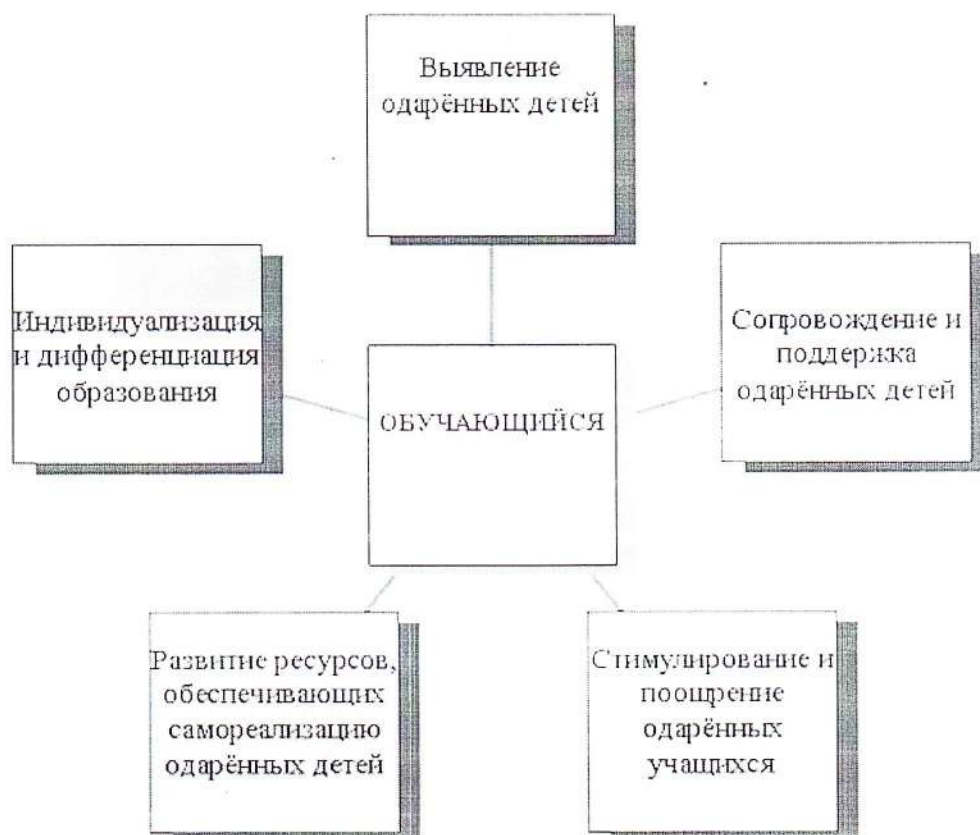 Выявление
одарённых детей
Индивидуализация
и дифференциация
образования
ОБУЧАЮЩИЙСЯ
Сопровождение и
поддержка
одарённых детей
Развитие ресурсов,
обеспечивающих
самореализацию
одарённых детей
Стимулирование и
поощрение
одарённых
учащихся